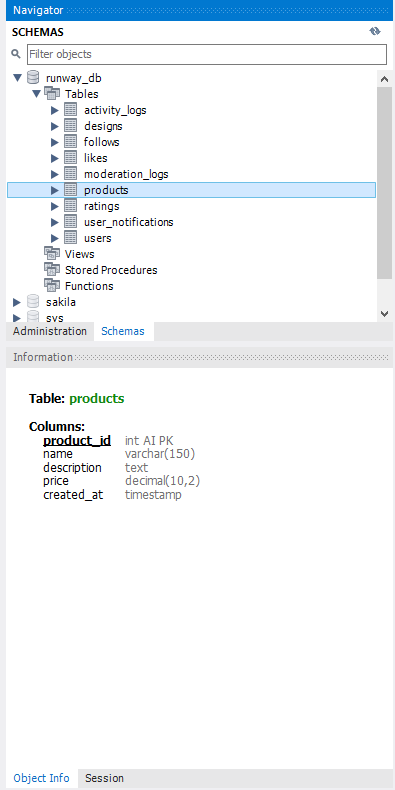 Navigator
SCHEMAS
Filter objects
runway_db
Tables
activity_logs
designs
follows
likes
moderation_logs
products
ratings
user_notifications
users
Views
Stored Procedures
Functions
sakila
sys
Administration Schemas
Information
Table: products
Columns:
product_id int AI PK
name varchar(150)
description text
price decimal(10,2)
created_at timestamp
Object Info Session